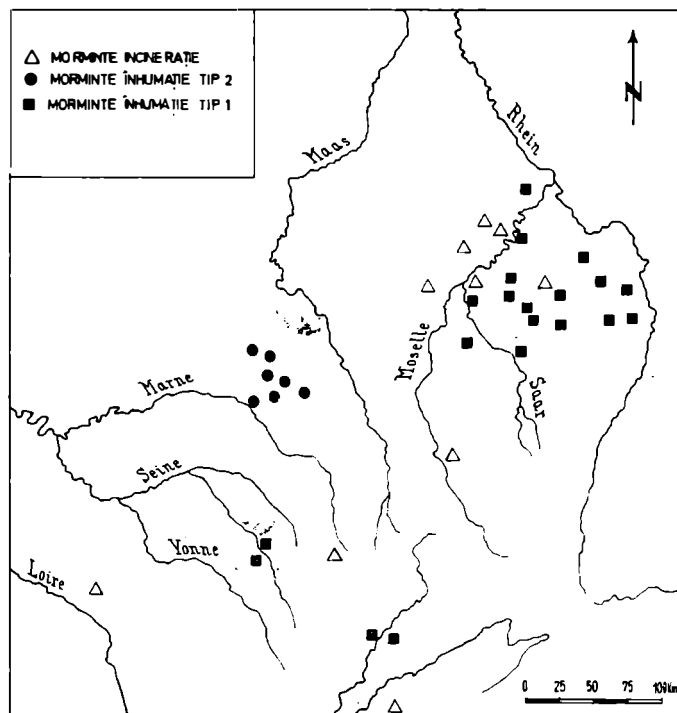 MORMINTE INCINERAȚIE
MORMINTE ÎNHUMAȚIE TIP 2
MORMINTE ÎNHUMAȚIE TIP 1
N
Rhein
Maas
Moselle
Marne
Saar
Seine
Yonne
Loire
0 25 50 75 100 Km